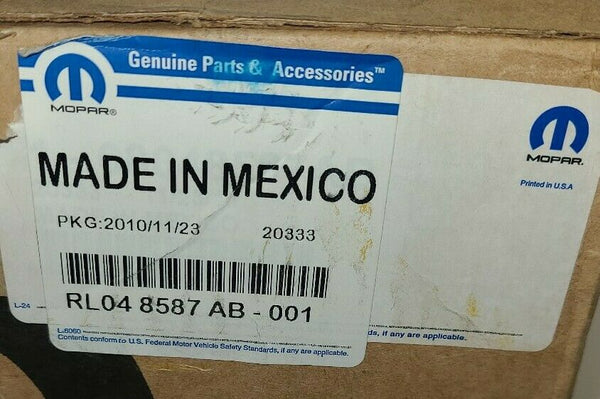 Genuine Parts & Accessories™
MOPAR®
MADE IN MEXICO
PKG:2010/11/23 20333
RL04 8587 AB - 001
L-6060
Contents conform to U.S. Federal Motor Vehicle Safety Standards, if any are applicable.
MOPAR
Printed in U.S.A
L-24
ds, if any are applicable.